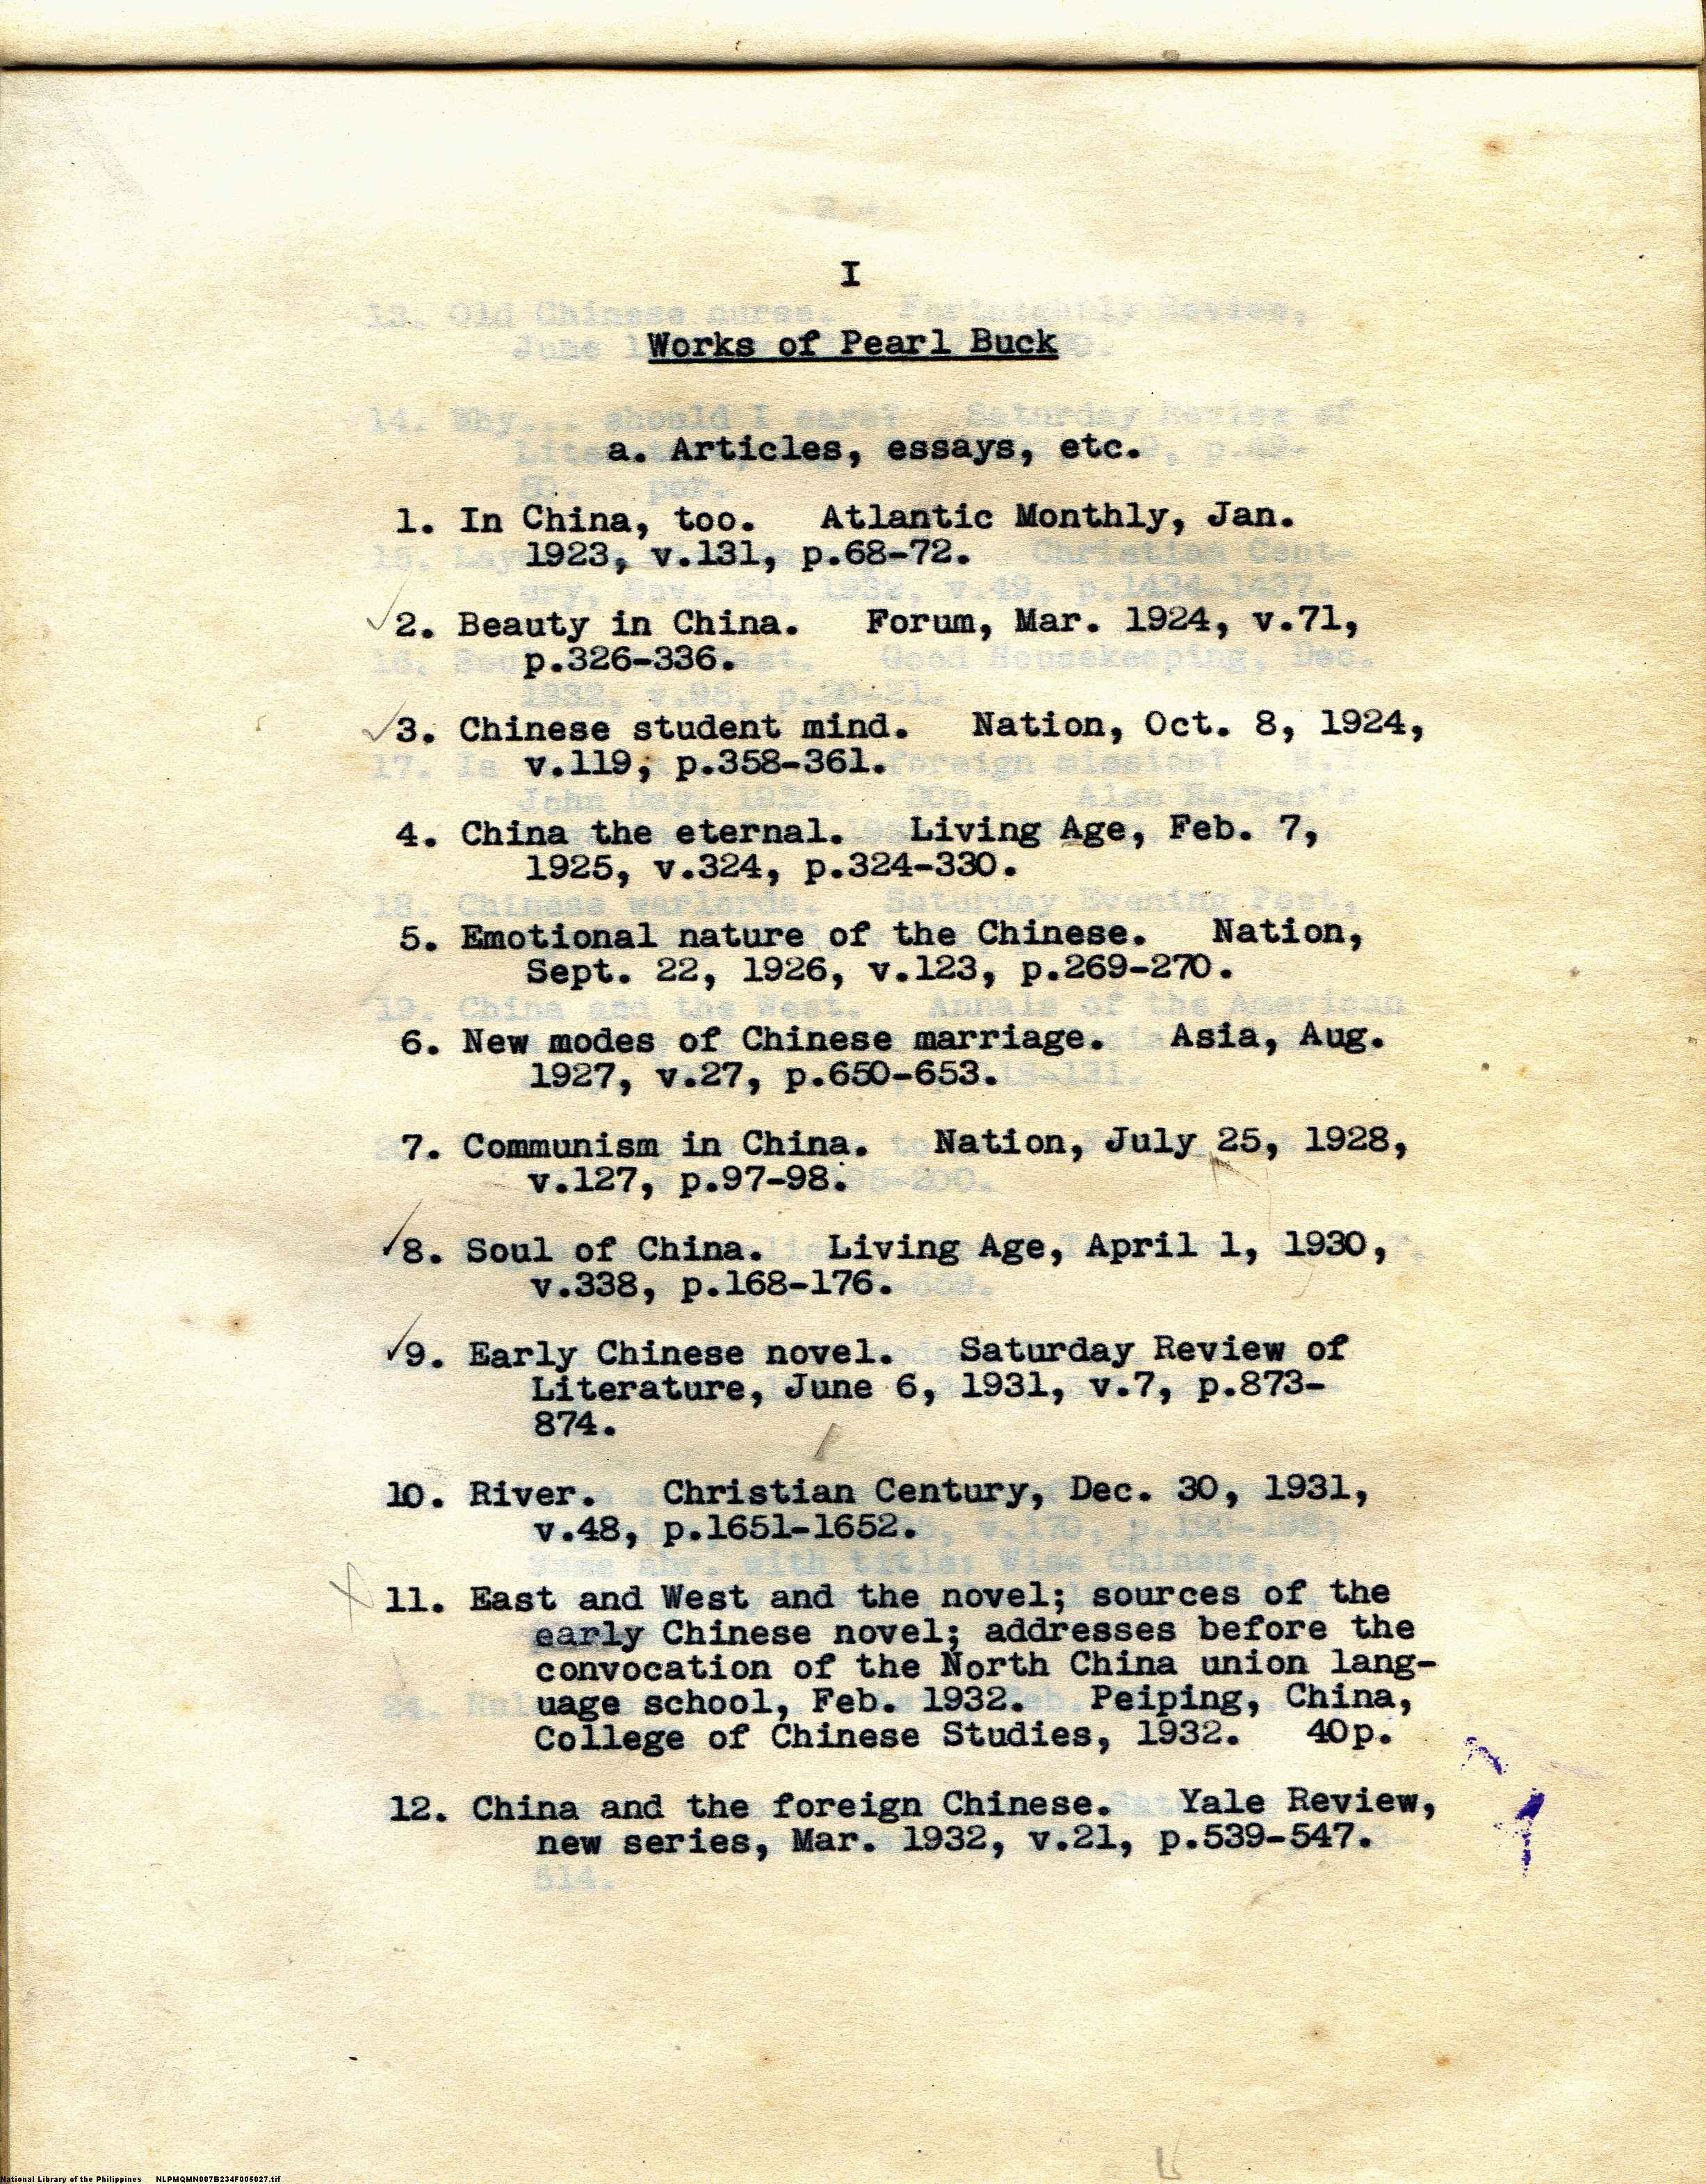 I
Works of Pearl Buck
a. Articles, essays, etc.
1. In China, too. Atlantic Monthly, Jan.
1923, v.131, p.68-72.
2. Beauty in China. Forum, Mar. 1924, v.71,
p.326-336.
3. Chinese student mind. Nation, Oct. 8, 1924,
v.119, p.358-361.
4. China the eternal. Living Age, Feb. 7,
1925, v.324, p.324-330.
5. Emotional nature of the Chinese. Nation,
Sept. 22, 1926, v.123, p.269-270.
6. New modes of Chinese marriage. Asia, Aug.
1927, v.27, p.650-653.
7. Communism in China. Nation, July 25, 1928,
v.127, p.97-98.
8. Soul of China. Living Age, April 1, 1930,
v.338, p.168-176.
9. Early Chinese novel. Saturday Review of
Literature, June 6, 1931, v.7, p.873-
874.
10. River. Christian Century, Dec. 30, 1931,
v.48, p.1651-1652.
11. East and West and the novel; sources of the
early Chinese novel; addresses before the
convocation of the North China union lang-
uage school, Feb. 1932. Peiping, China,
College of Chinese Studies, 1932. 40p.
12. China and the foreign Chinese. Yale Review,
new series, Mar. 1932, v.21, p.539-547.
National Library of the Philippines NLPMQMN007B234F006027.tif